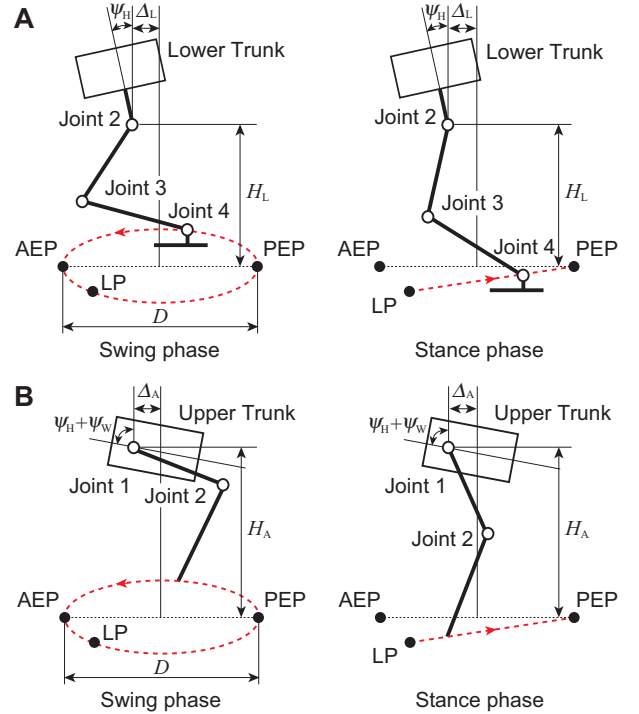 A
ψH ΔL
Lower Trunk
Joint 2
Joint 3
Joint 4
HL
AEP
PEP
LP
D
Swing phase
ψH ΔL
Lower Trunk
Joint 2
Joint 3
Joint 4
HL
AEP
PEP
LP
Stance phase
B
ΔA
ψH+ψW
Upper Trunk
Joint 1
Joint 2
HA
AEP
PEP
LP
D
Swing phase
ΔA
ψH+ψW
Upper Trunk
Joint 1
Joint 2
HA
AEP
PEP
LP
Stance phase